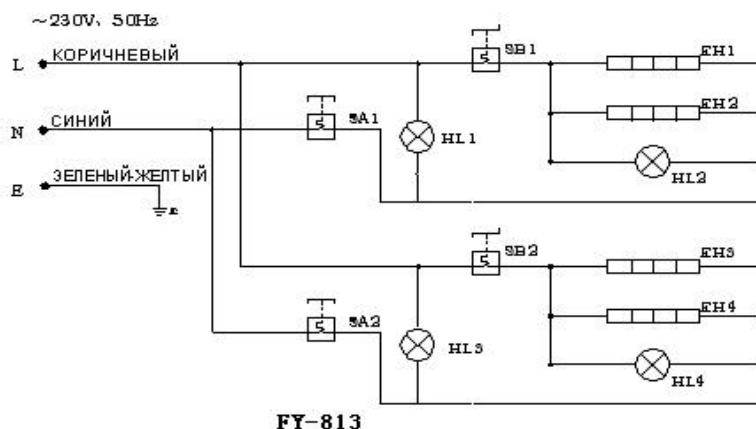 ~230V、50Hz
L КОРИЧНЕВЫЙ
SB1
EH1
N СИНИЙ
SA1
EH2
HL1
HL2
E ЗЕЛЕНЫЙ-ЖЕЛТЫЙ
E
SB2
EH3
SA2
EH4
HL3
HL4
FY-813